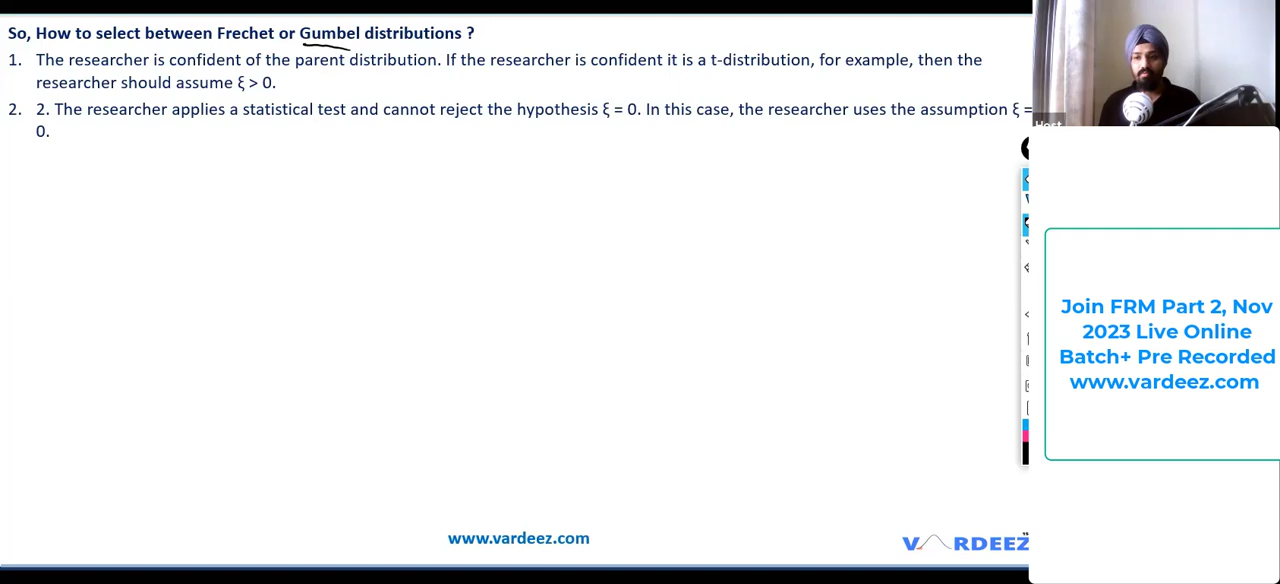 So, How to select between Frechet or Gumbel distributions ?
1. The researcher is confident of the parent distribution. If the researcher is confident it is a t-distribution, for example, then the
researcher should assume ξ > 0.
2. 2. The researcher applies a statistical test and cannot reject the hypothesis ξ = 0. In this case, the researcher uses the assumption ξ =
0.
Host
Join FRM Part 2, Nov
2023 Live Online
Batch+ Pre Recorded
www.vardeez.com
www.vardeez.com
VARDEEZ